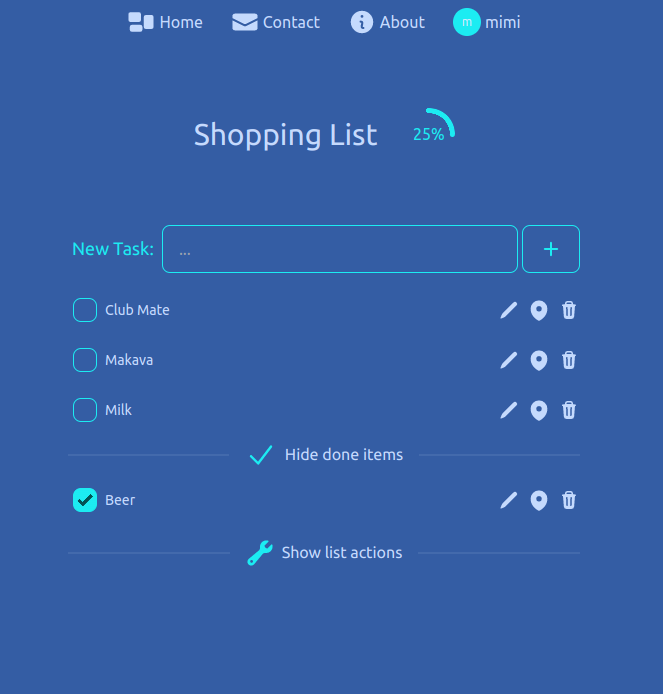 Home Contact About m mimi
Shopping List 25%
New Task: ... +
Club Mate
Makava
Milk
Hide done items
Beer
Show list actions